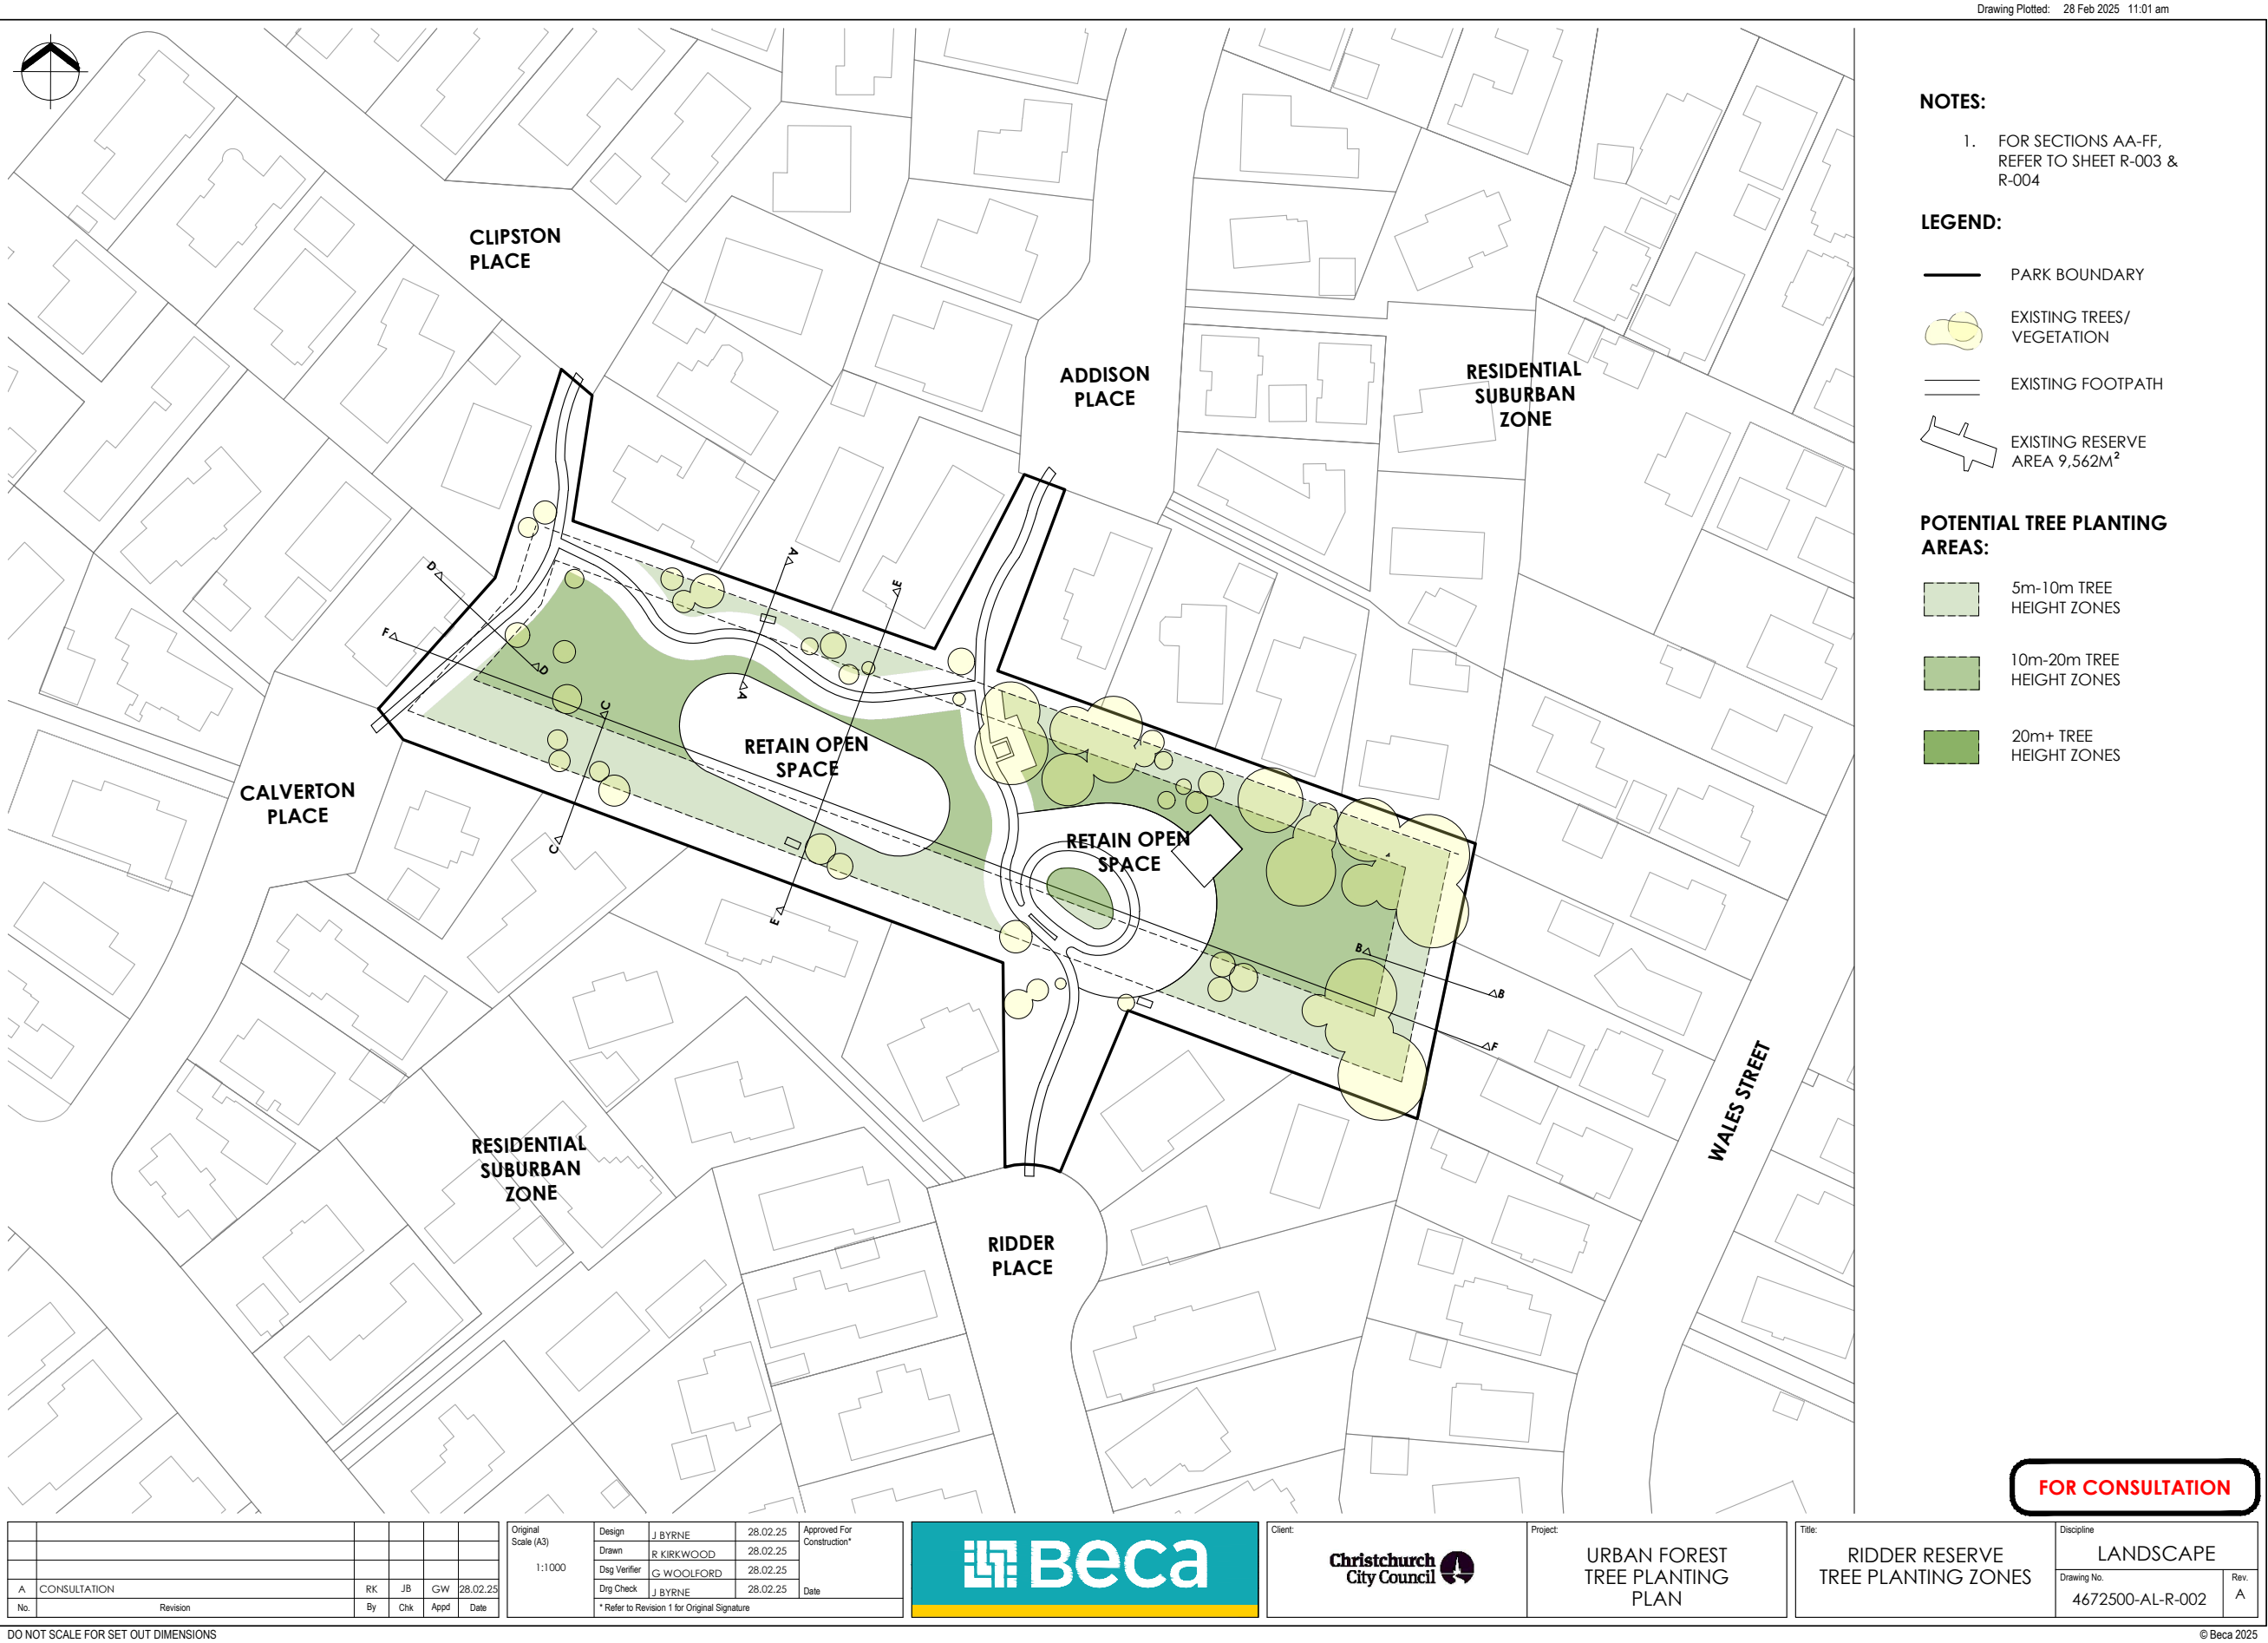 Drawing Plotted: 28 Feb 2025 11:01 am
NOTES:
1. FOR SECTIONS AA-FF,
REFER TO SHEET R-003 &
R-004
LEGEND:
PARK BOUNDARY
EXISTING TREES/
VEGETATION
EXISTING FOOTPATH
EXISTING RESERVE
AREA 9,562M²
POTENTIAL TREE PLANTING
AREAS:
5m-10m TREE
HEIGHT ZONES
10m-20m TREE
HEIGHT ZONES
20m+ TREE
HEIGHT ZONES
CLIPSTON
PLACE
ADDISON
PLACE
RESIDENTIAL
SUBURBAN
ZONE
A
E
D
F
D
A
C
RETAIN OPEN
SPACE
CALVERTON
PLACE
RETAIN OPEN
SPACE
C
E
B
B
F
WALES STREET
RESIDENTIAL
SUBURBAN
ZONE
RIDDER
PLACE
FOR CONSULTATION
A CONSULTATION RK JB GW 28.02.25
No. Revision By Chk Appd Date
Original
Scale (A3)
1:1000
Design J BYRNE 28.02.25
Drawn R KIRKWOOD 28.02.25
Dsg Verifier G WOOLFORD 28.02.25
Drg Check J BYRNE 28.02.25
* Refer to Revision 1 for Original Signature
Approved For
Construction*
Date
Beca
Client:
Christchurch
City Council
Project:
URBAN FOREST
TREE PLANTING
PLAN
Title:
RIDDER RESERVE
TREE PLANTING ZONES
Discipline
LANDSCAPE
Drawing No.
4672500-AL-R-002
Rev.
A
DO NOT SCALE FOR SET OUT DIMENSIONS
© Beca 2025